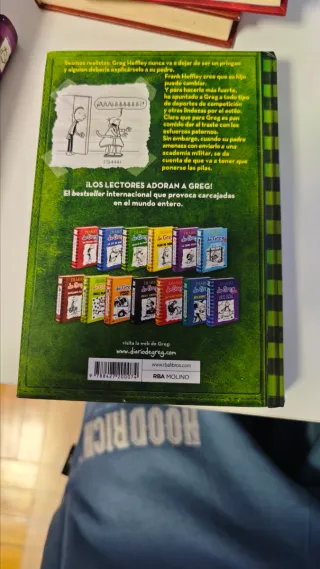 Seamos realistas: Greg Heffley nunca va a dejar de ser un pringao
y alguien debería explicárselo a su padre.
Frank Heffley cree que su hijo
puede cambiar.
Y para hacerle más fuerte,
ha apuntado a Greg a todo tipo
de deportes de competición
y otras lindezas por el estilo.
Claro que para Greg es pan
comido dar al traste con los
esfuerzos paternos.
Sin embargo, cuando su padre
amenaza con enviarlo a una
academia militar, se da
cuenta de que va a tener que
ponerse las pilas.
¡LOS LECTORES ADORAN A GREG!
El bestseller internacional que provoca carcajadas
en el mundo entero.
visita la web de Greg:
www.diariodegreg.com
www.rbalibros.com
RBA MOLINO
HOODRICH